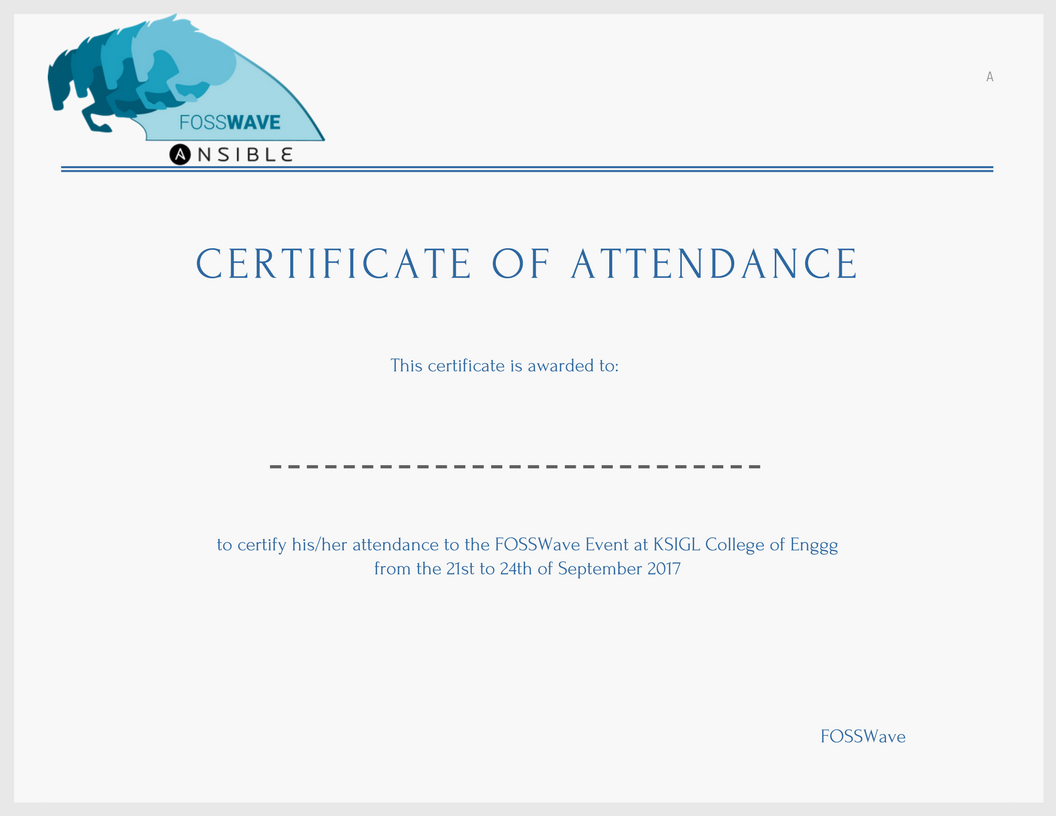 FOSSWAVE
ANSIBLE
A
CERTIFICATE OF ATTENDANCE
This certificate is awarded to:
to certify his/her attendance to the FOSSWave Event at KSIGL College of Enggg
from the 21st to 24th of September 2017
FOSSWave